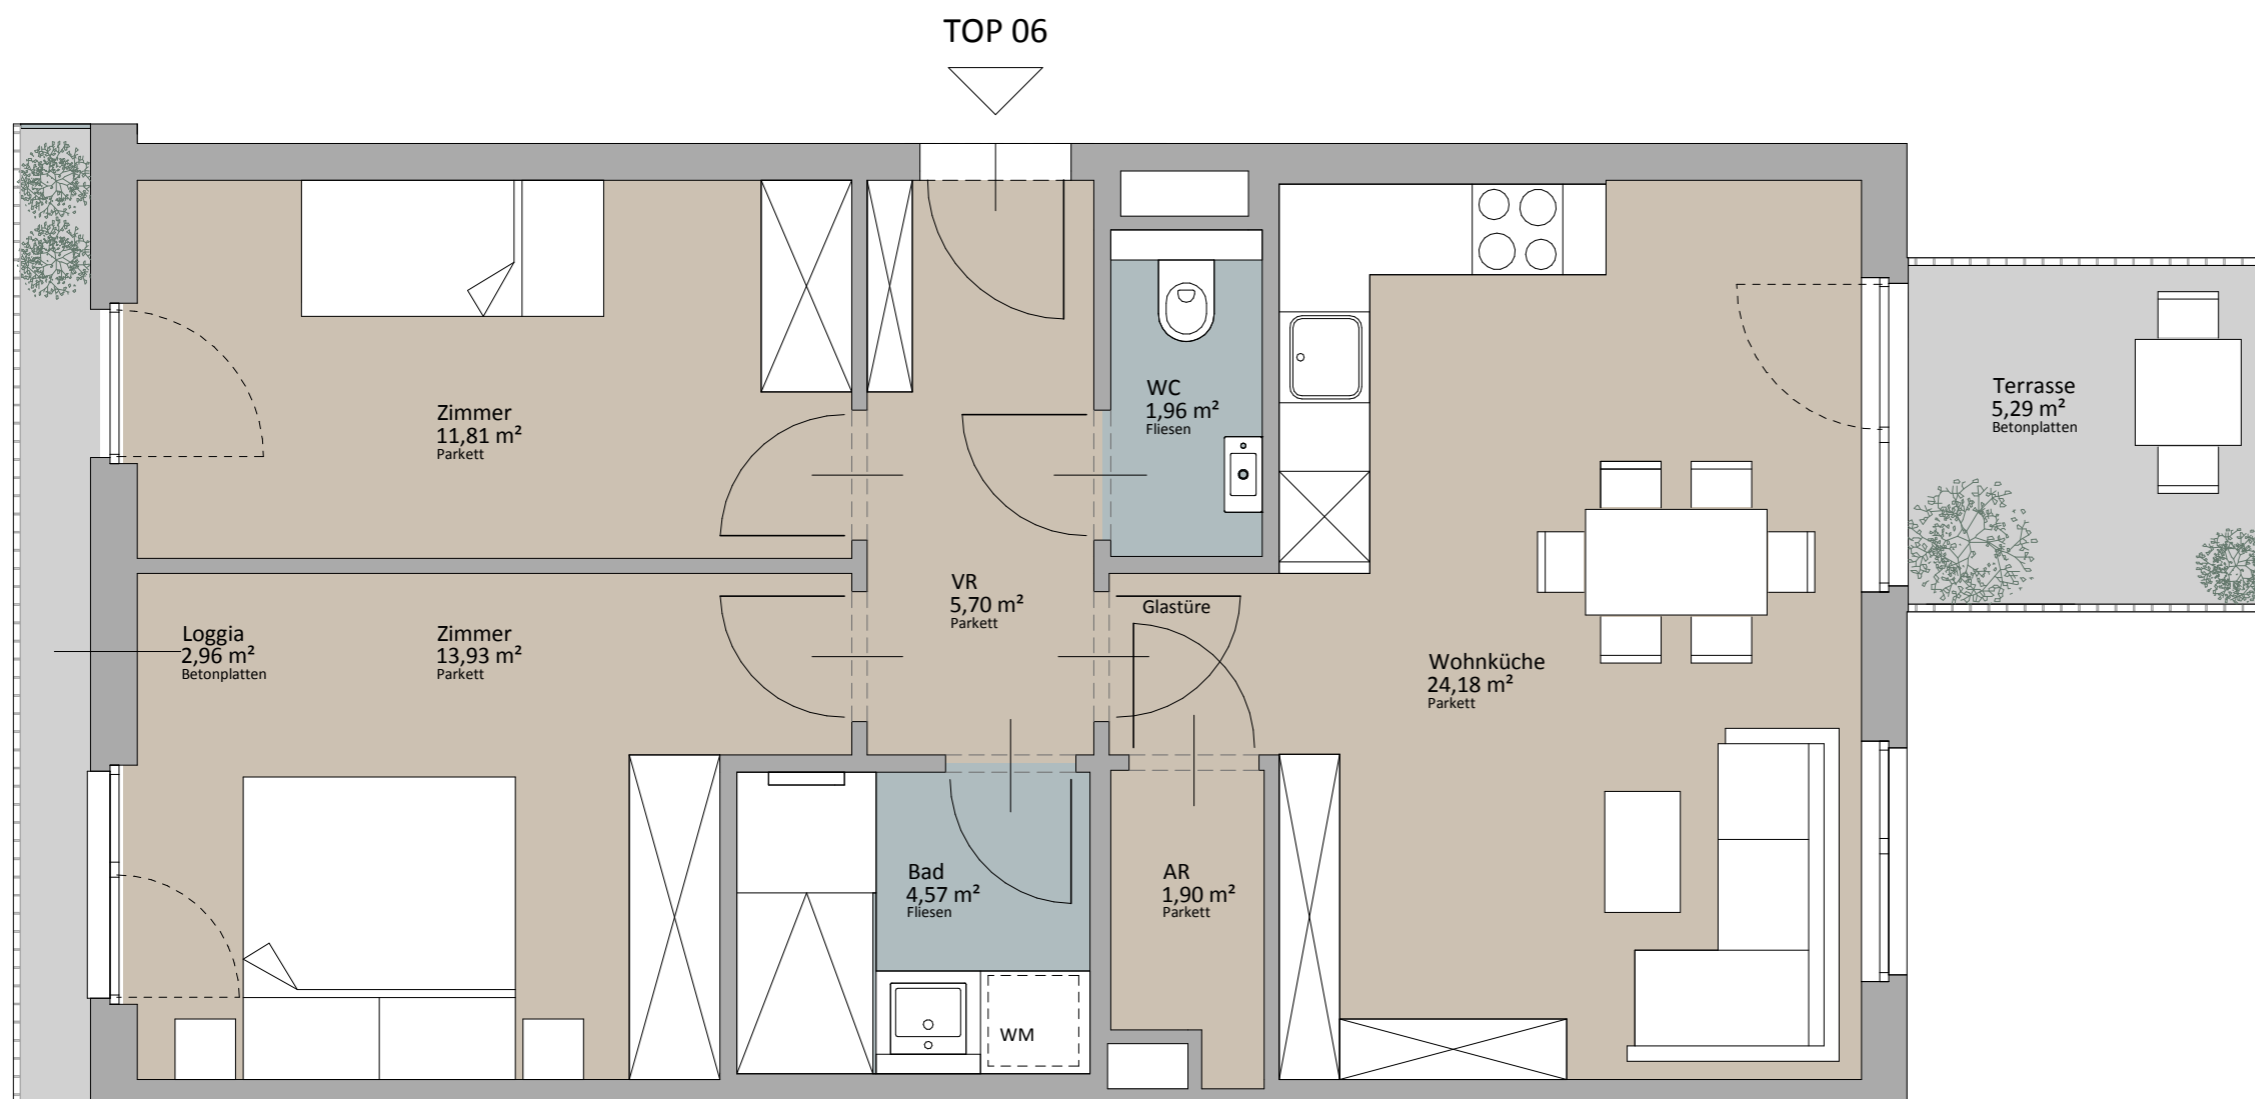 TOP 06
Zimmer
11,81 m²
Parkett
WC
1,96 m²
Fliesen
Terrasse
5,29 m²
Betonplatten
VR
5,70 m²
Parkett
Glastüre
Loggia
2,96 m²
Betonplatten
Zimmer
13,93 m²
Parkett
Wohnküche
24,18 m²
Parkett
Bad
4,57 m²
Fliesen
AR
1,90 m²
Parkett
WM